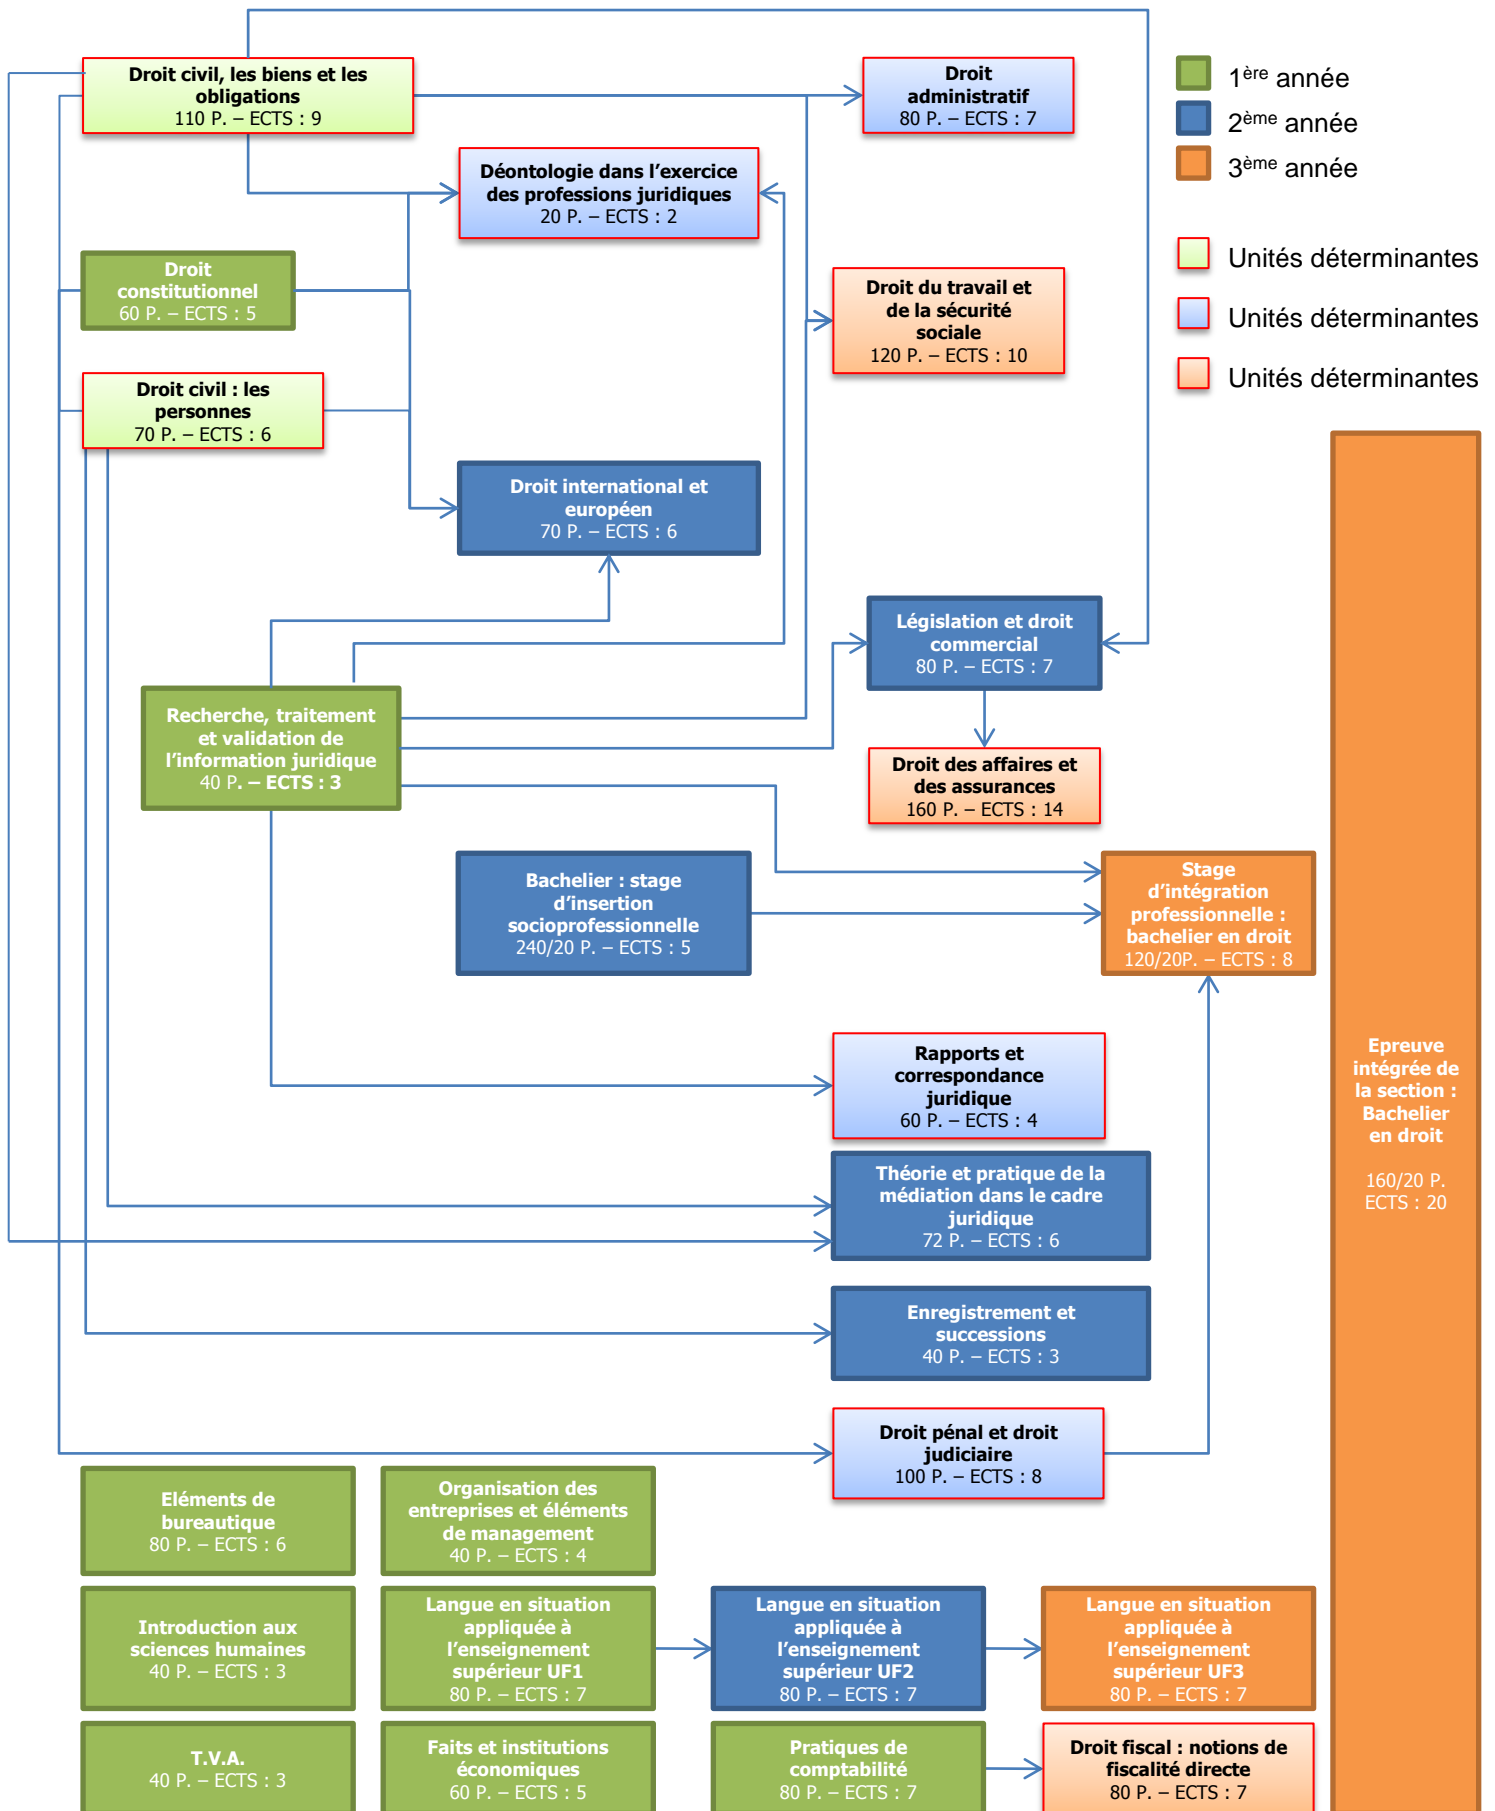 Droit civil, les biens et les
obligations
110 P. – ECTS : 9
Droit
administratif
80 P. – ECTS : 7
1ère année
2ème année
3ème année
Déontologie dans l’exercice
des professions juridiques
20 P. – ECTS : 2
Unités déterminantes
Unités déterminantes
Unités déterminantes
Droit
constitutionnel
60 P. – ECTS : 5
Droit du travail et
de la sécurité
sociale
120 P. – ECTS : 10
Droit civil : les
personnes
70 P. – ECTS : 6
Droit international et
européen
70 P. – ECTS : 6
Législation et droit
commercial
80 P. – ECTS : 7
Recherche, traitement
et validation de
l’information juridique
40 P. – ECTS : 3
Droit des affaires et
des assurances
160 P. – ECTS : 14
Bachelier : stage
d’insertion
socioprofessionnelle
240/20 P. – ECTS : 5
Stage
d’intégration
professionnelle :
bachelier en droit
120/20P. – ECTS : 8
Rapports et
correspondance
juridique
60 P. – ECTS : 4
Epreuve
intégrée de
la section :
Bachelier
en droit
160/20 P.
ECTS : 20
Théorie et pratique de la
médiation dans le cadre
juridique
72 P. – ECTS : 6
Enregistrement et
successions
40 P. – ECTS : 3
Droit pénal et droit
judiciaire
100 P. – ECTS : 8
Eléments de
bureautique
80 P. – ECTS : 6
Organisation des
entreprises et éléments
de management
40 P. – ECTS : 4
Introduction aux
sciences humaines
40 P. – ECTS : 3
Langue en situation
appliquée à
l’enseignement
supérieur UF1
80 P. – ECTS : 7
Langue en situation
appliquée à
l’enseignement
supérieur UF2
80 P. – ECTS : 7
Langue en situation
appliquée à
l’enseignement
supérieur UF3
80 P. – ECTS : 7
T.V.A.
40 P. – ECTS : 3
Faits et institutions
économiques
60 P. – ECTS : 5
Pratiques de
comptabilité
80 P. – ECTS : 7
Droit fiscal : notions de
fiscalité directe
80 P. – ECTS : 7